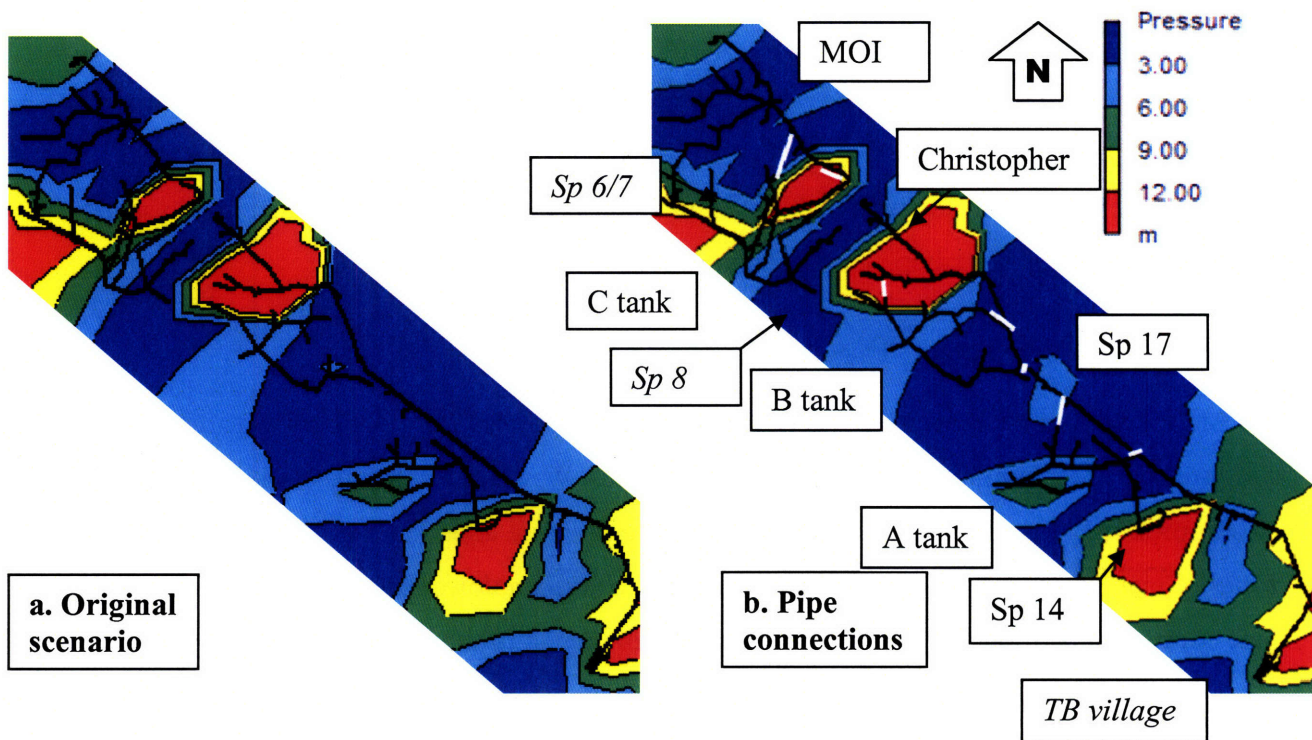 Pressure
3.00
6.00
9.00
12.00
m
N
MOI
Christopher
Sp 6/7
C tank
Sp 8
B tank
Sp 17
A tank
Sp 14
TB village
a. Original
scenario
b. Pipe
connections